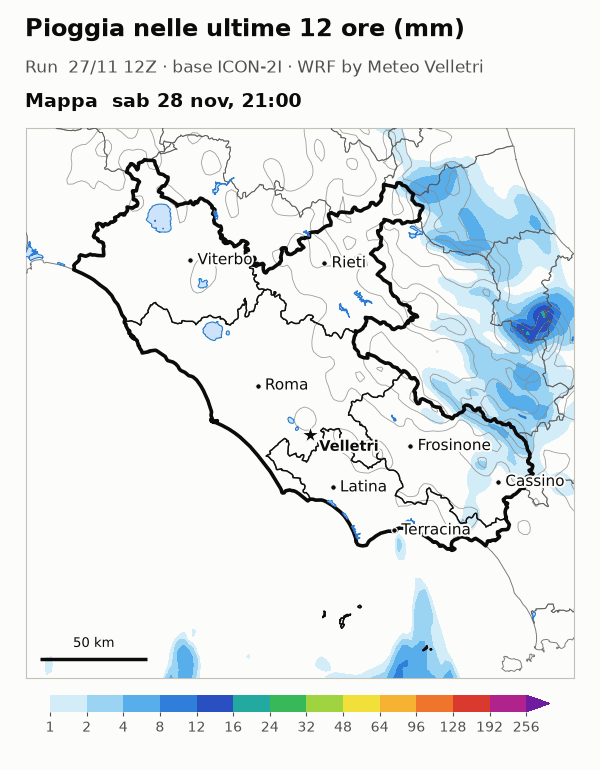 Pioggia nelle ultime 12 ore (mm)
Run  27/11 12Z · base ICON-2I · WRF by Meteo Velletri
Mappa  sab 28 nov, 21:00
Viterbo
Rieti
Roma
Velletri
Frosinone
Latina
Cassino
Terracina
50 km
1 2 4 8 12 16 24 32 48 64 96 128 192 256